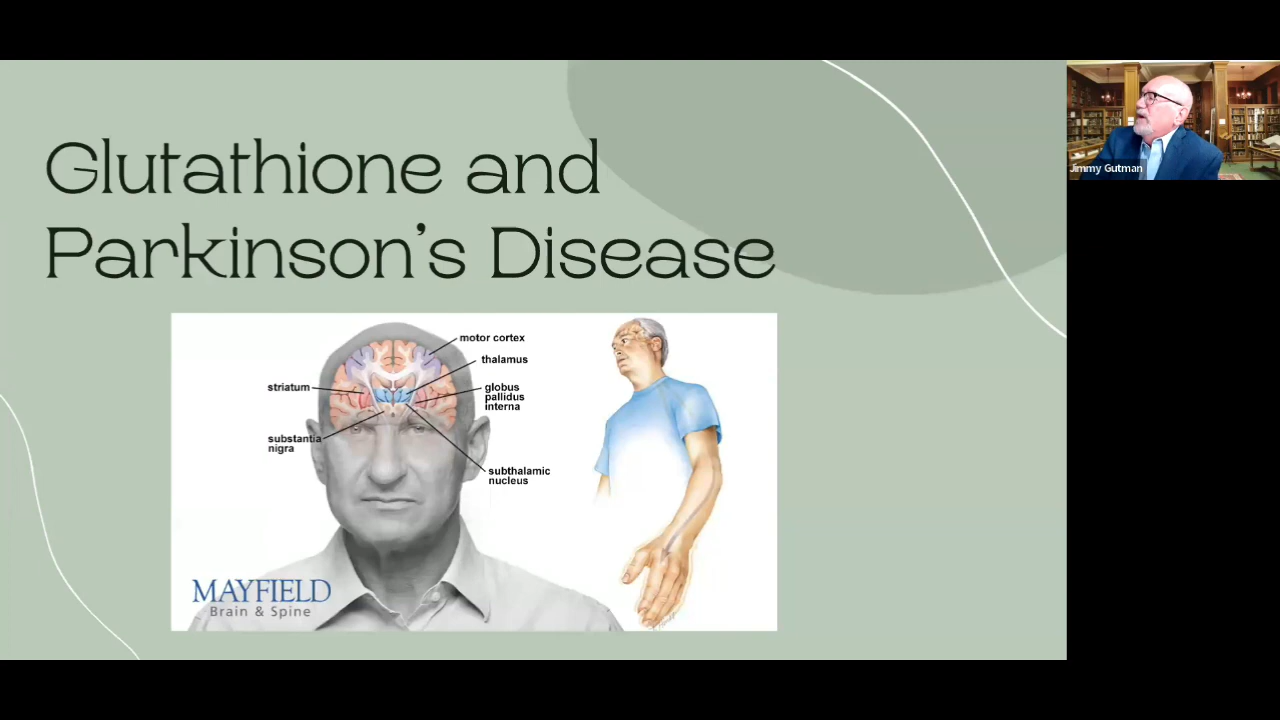 Glutathione and
Parkinson's Disease
motor cortex
thalamus
striatum
globus
pallidus
interna
substantia
nigra
subthalamic
nucleus
MAYFIELD
Brain & Spine
Jimmy Gutman